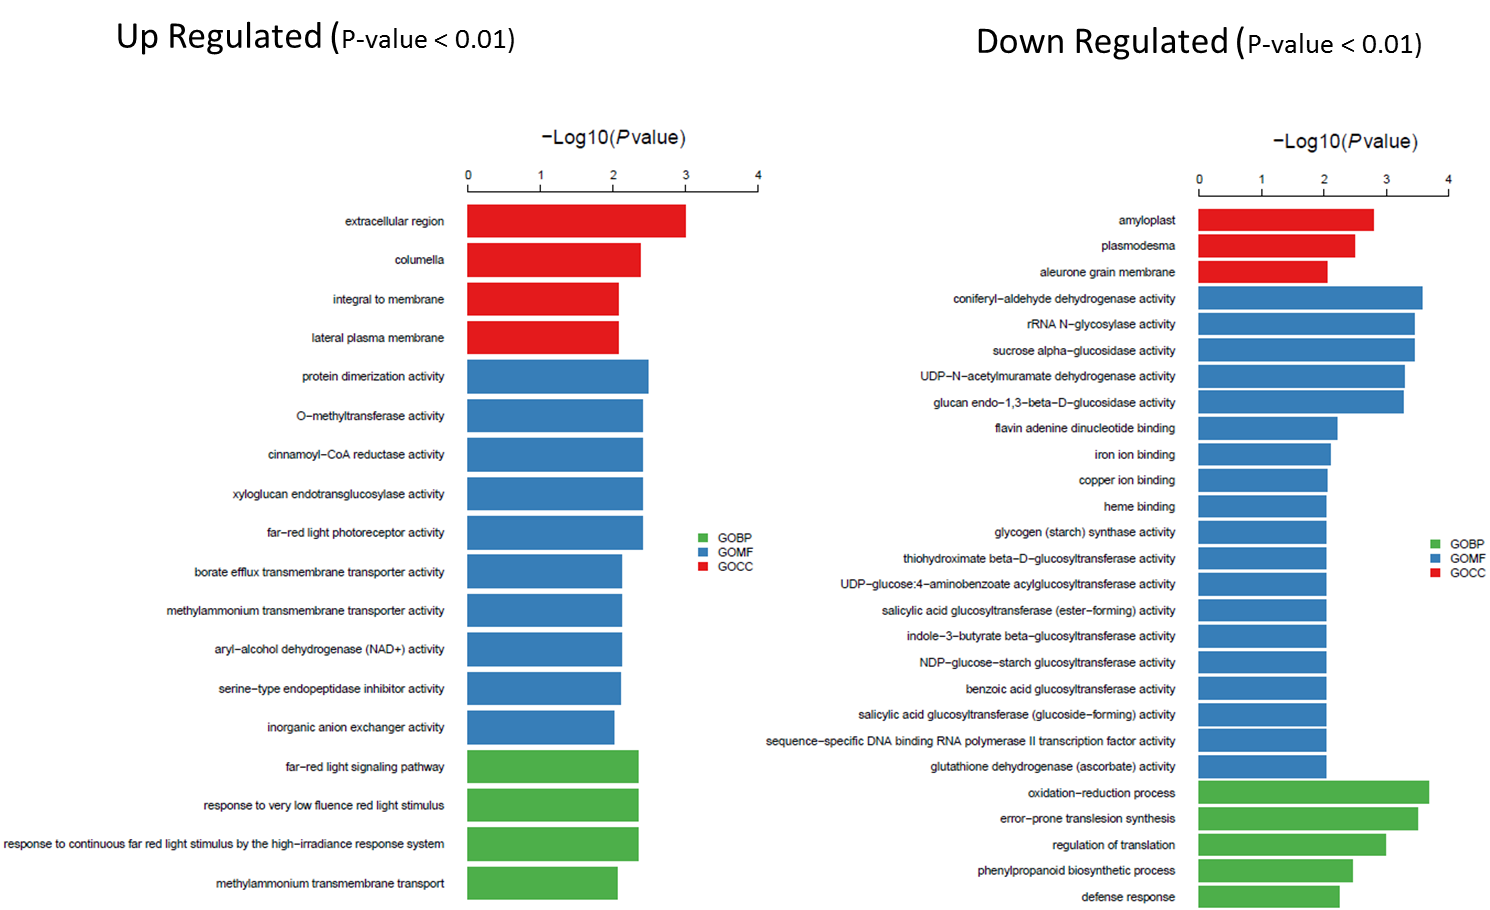 Up Regulated (P-value < 0.01)
−Log10(Pvalue)
0 1 2 3 4
extracellular region
columella
integral to membrane
lateral plasma membrane
protein dimerization activity
O−methyltransferase activity
cinnamoyl−CoA reductase activity
xyloglucan endotransglucosylase activity
far−red light photoreceptor activity
borate efflux transmembrane transporter activity
methylammonium transmembrane transporter activity
aryl−alcohol dehydrogenase (NAD+) activity
serine−type endopeptidase inhibitor activity
inorganic anion exchanger activity
far−red light signaling pathway
response to very low fluence red light stimulus
response to continuous far red light stimulus by the high−irradiance response system
methylammonium transmembrane transport
GOBP
GOMF
GOCC
Down Regulated (P-value < 0.01)
−Log10(Pvalue)
0 1 2 3 4
amyloplast
plasmodesma
aleurone grain membrane
coniferyl−aldehyde dehydrogenase activity
rRNA N−glycosylase activity
sucrose alpha−glucosidase activity
UDP−N−acetylmuramate dehydrogenase activity
glucan endo−1,3−beta−D−glucosidase activity
flavin adenine dinucleotide binding
iron ion binding
copper ion binding
heme binding
glycogen (starch) synthase activity
thiohydroximate beta−D−glucosyltransferase activity
UDP−glucose:4−aminobenzoate acylglucosyltransferase activity
salicylic acid glucosyltransferase (ester−forming) activity
indole−3−butyrate beta−glucosyltransferase activity
NDP−glucose−starch glucosyltransferase activity
benzoic acid glucosyltransferase activity
salicylic acid glucosyltransferase (glucoside−forming) activity
sequence−specific DNA binding RNA polymerase II transcription factor activity
glutathione dehydrogenase (ascorbate) activity
oxidation−reduction process
error−prone translesion synthesis
regulation of translation
phenylpropanoid biosynthetic process
defense response
GOBP
GOMF
GOCC